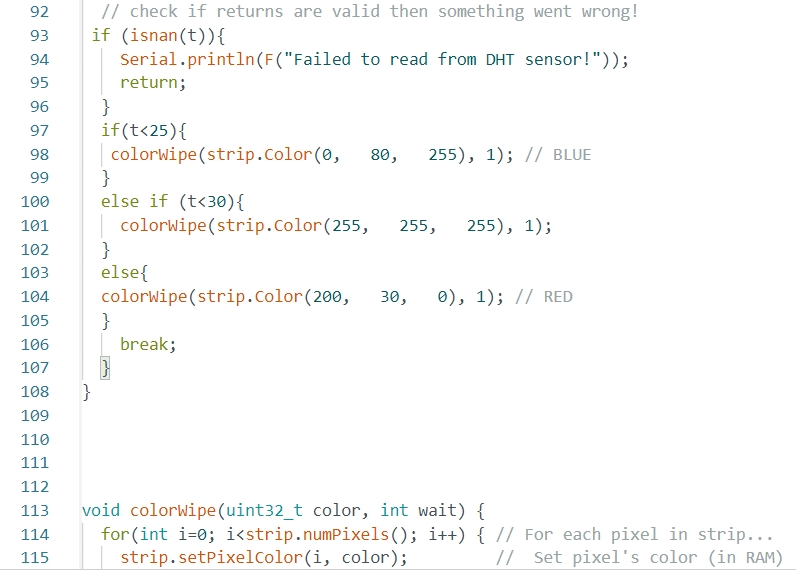 92 // check if returns are valid then something went wrong!
93 if (isnan(t)){
94 Serial.println(F("Failed to read from DHT sensor!"));
95 return;
96 }
97 if(t<25){
98 colorWipe(strip.Color(0,   80,   255), 1); // BLUE
99 }
100 else if (t<30){
101 colorWipe(strip.Color(255,   255,   255), 1);
102 }
103 else{
104 colorWipe(strip.Color(200,   30,   0), 1); // RED
105 }
106 break;
107 }
108 }
109
110
111
112
113 void colorWipe(uint32_t color, int wait) {
114 for(int i=0; i<strip.numPixels(); i++) { // For each pixel in strip...
115 strip.setPixelColor(i, color);         //  Set pixel's color (in RAM)